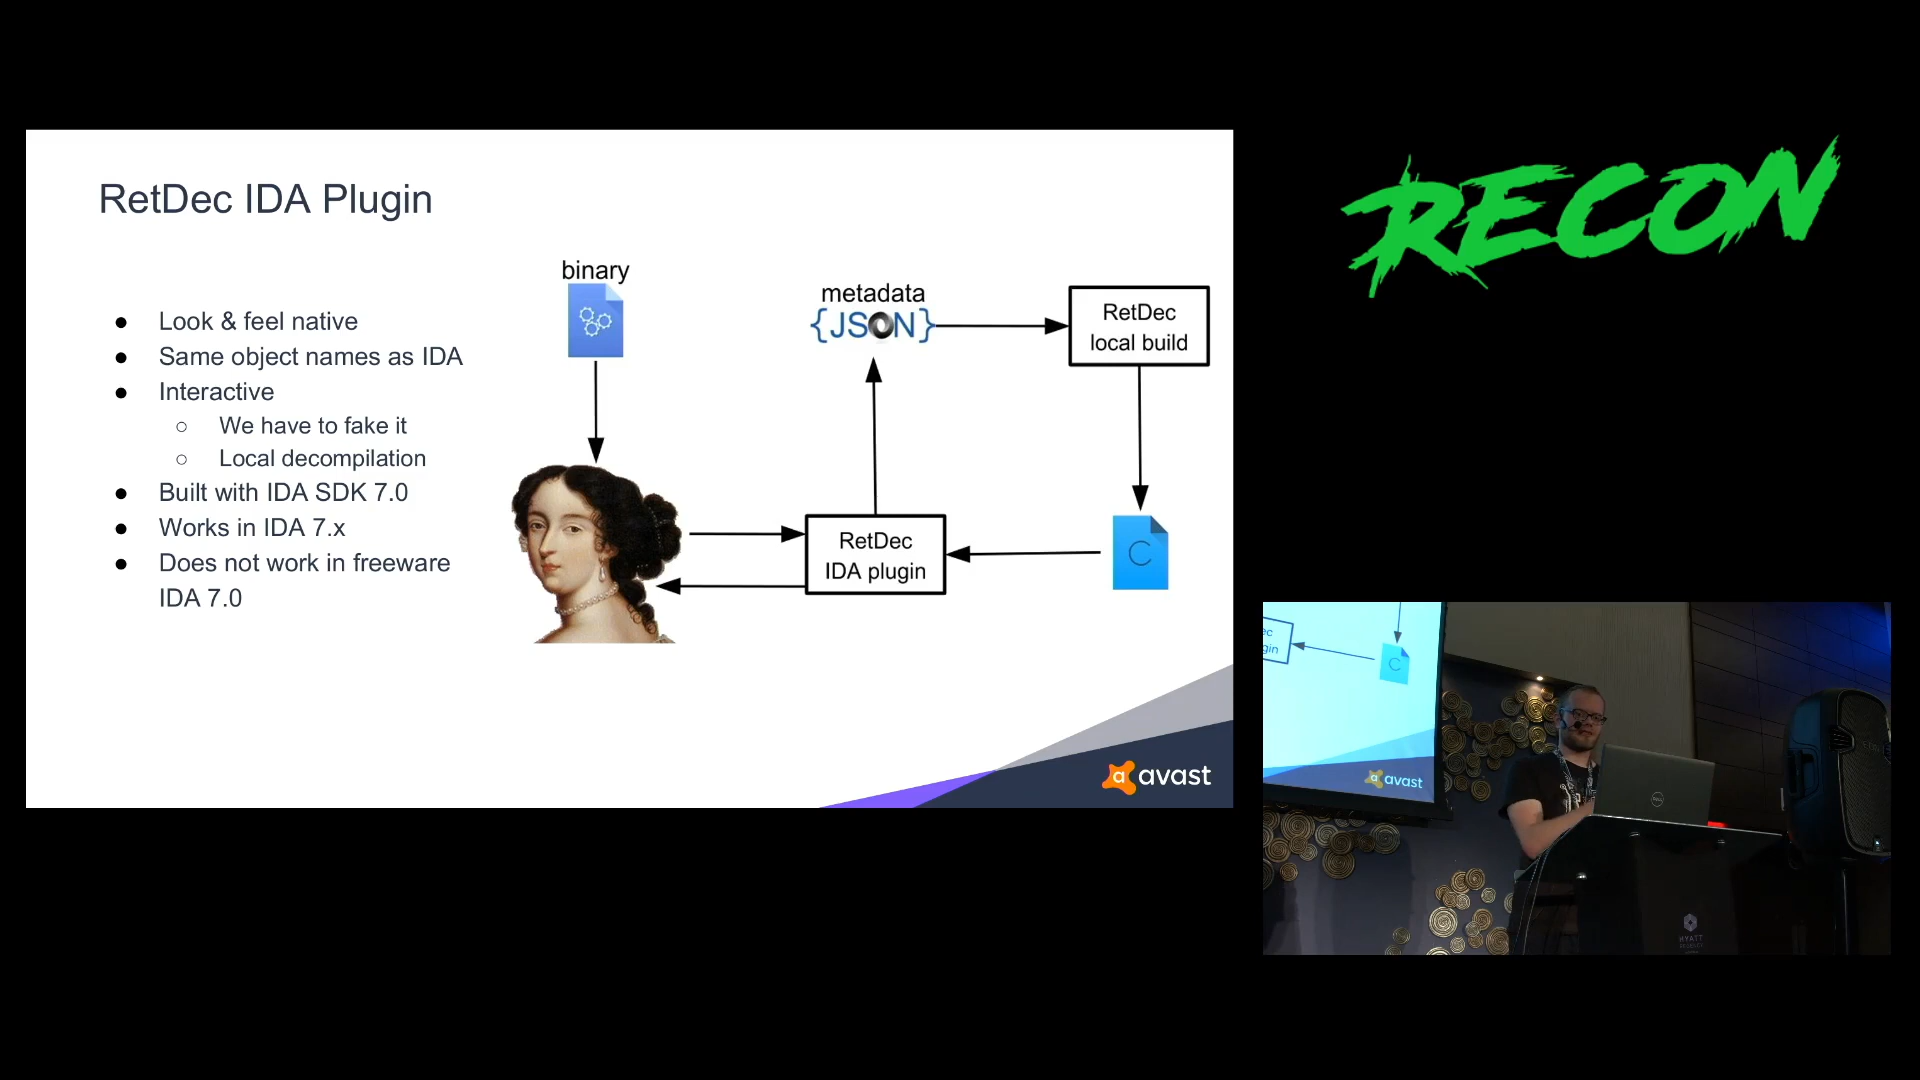 RetDec IDA Plugin
● Look & feel native
● Same object names as IDA
● Interactive
○ We have to fake it
○ Local decompilation
● Built with IDA SDK 7.0
● Works in IDA 7.x
● Does not work in freeware
IDA 7.0
binary
metadata
{JSON}
RetDec
local build
RetDec
IDA plugin
C
avast
RECON
C
avast
HYATT